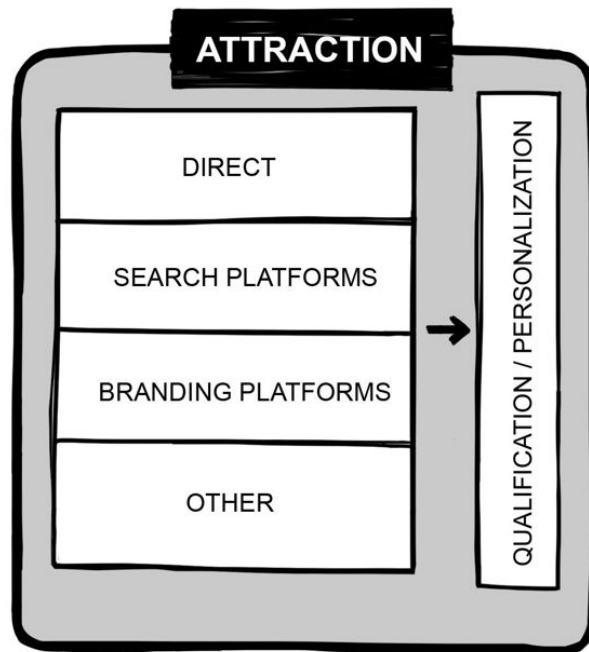 ATTRACTION
DIRECT
SEARCH PLATFORMS
BRANDING PLATFORMS
OTHER
QUALIFICATION / PERSONALIZATION